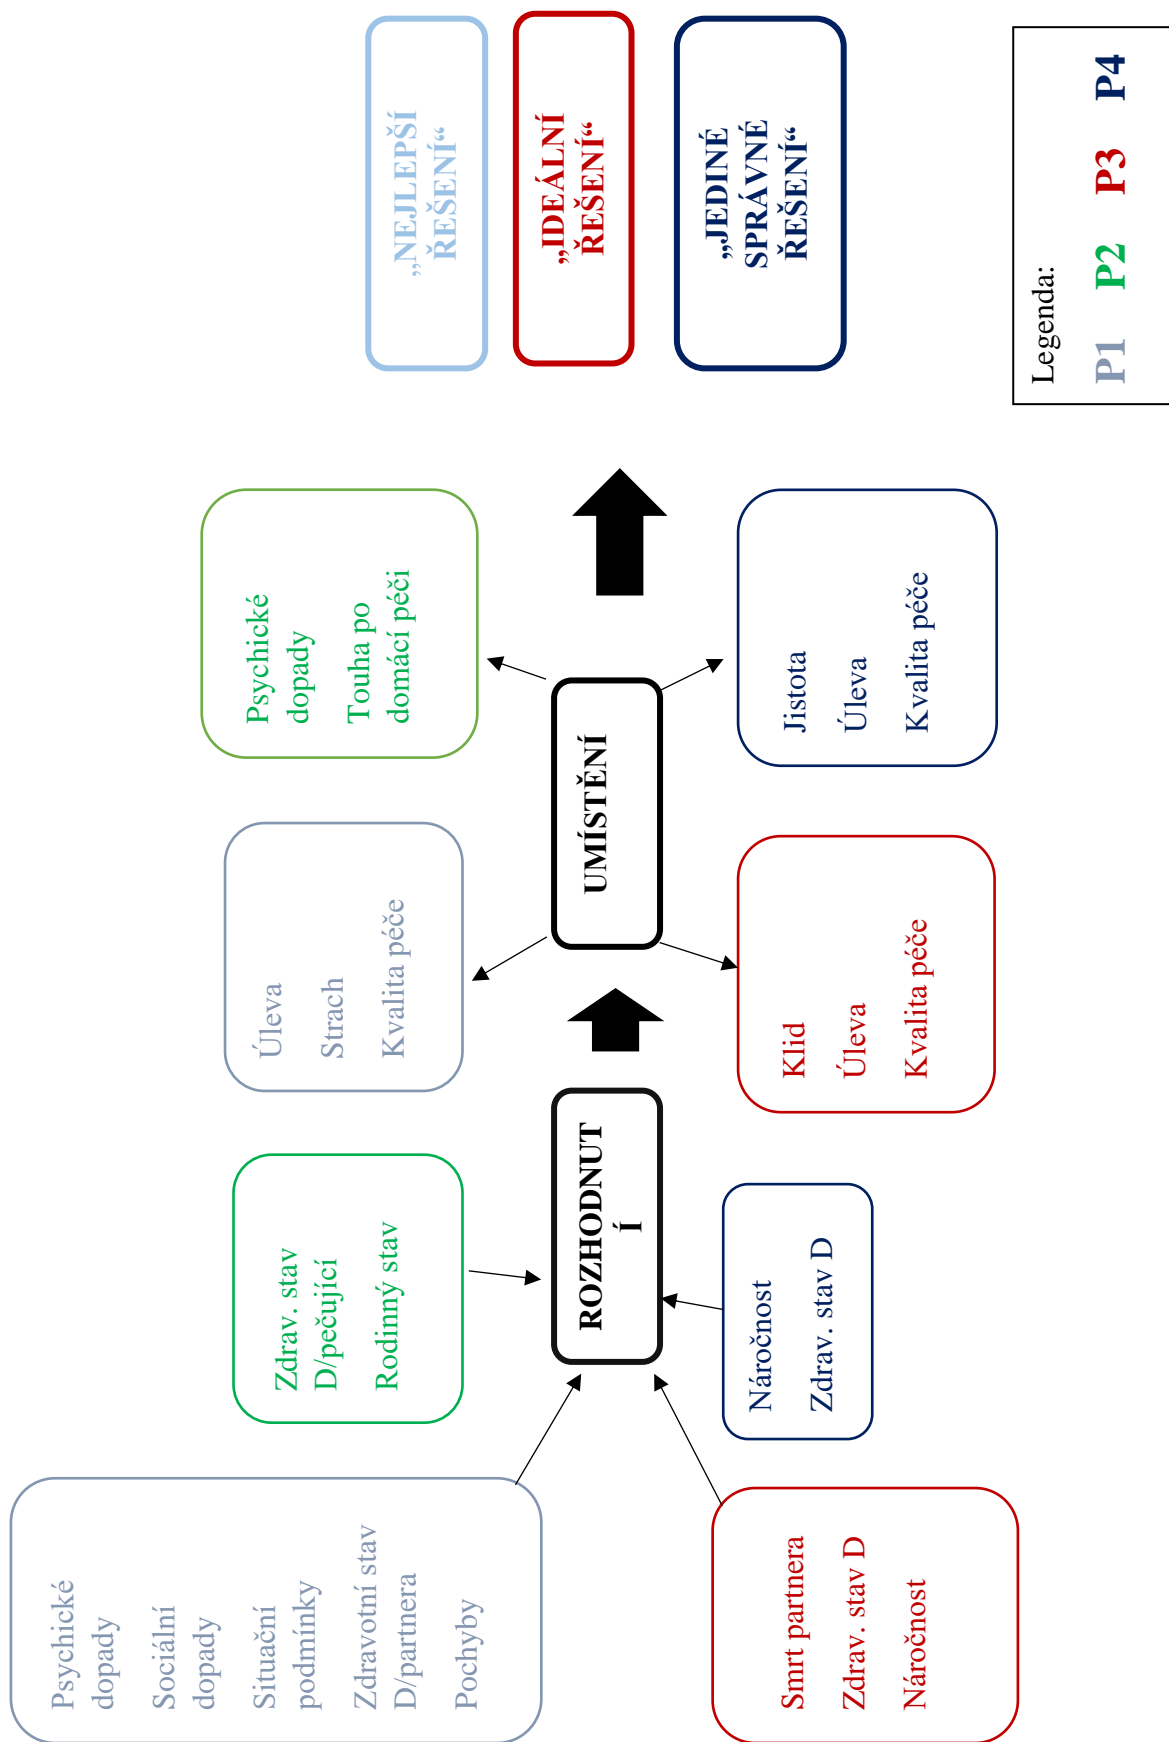 Psychické
dopady
Sociální
dopady
Situační
podmínky
Zdravotní stav
D/partnera
Pochyby
Zdrav. stav
D/pečující
Rodinný stav
Úleva
Strach
Kvalita péče
Psychické
dopady
Touha po
domácí péči
ROZHODNUT
Í
UMÍSTĚNÍ
Smrt partnera
Zdrav. stav D
Náročnost
Náročnost
Zdrav. stav D
Klid
Úleva
Kvalita péče
Jistota
Úleva
Kvalita péče
„NEJLEPŠÍ
ŘEŠENÍ“
„IDEÁLNÍ
ŘEŠENÍ“
„JEDINÉ
SPRÁVNÉ
ŘEŠENÍ“
Legenda:
P1 P2 P3 P4